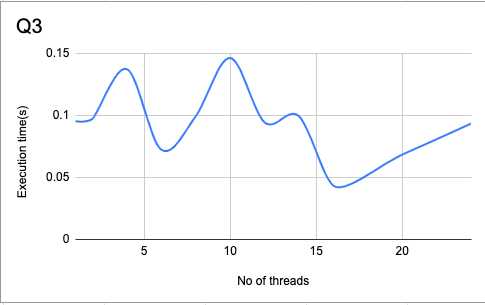 Q3
0.15
0.1
0.05
0
5 10 15 20
Execution time(s)
No of threads